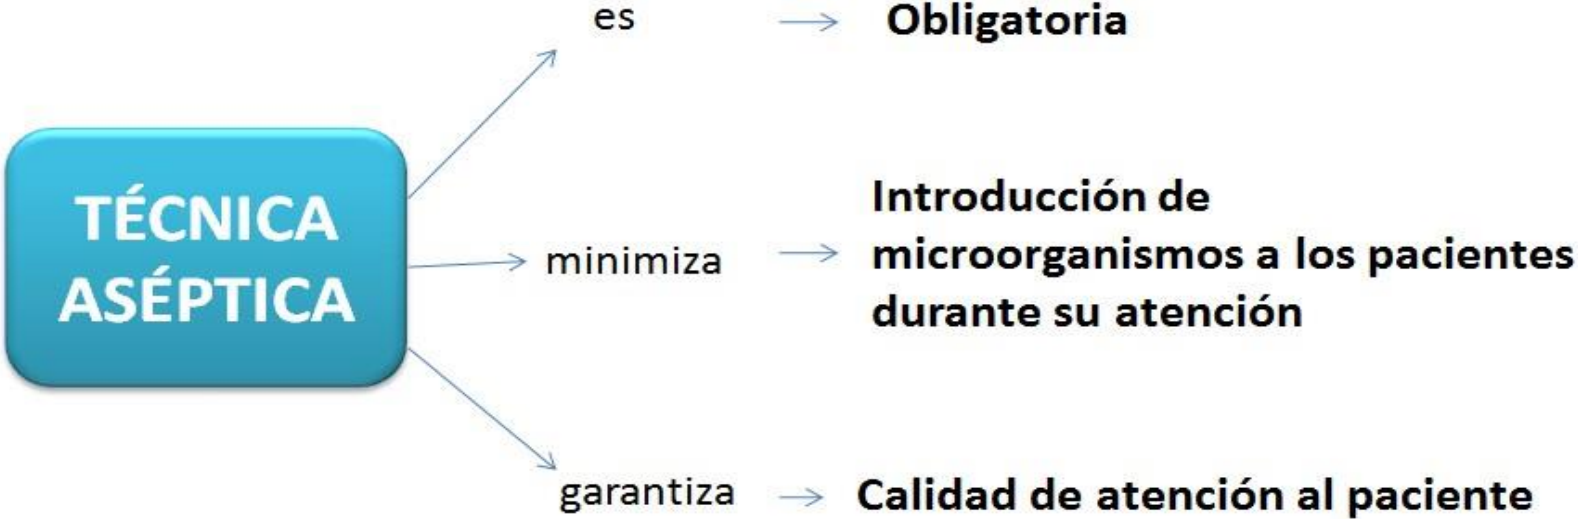 es
Obligatoria
TÉCNICA
ASÉPTICA
minimiza
Introducción de
microorganismos a los pacientes
durante su atención
garantiza
Calidad de atención al paciente